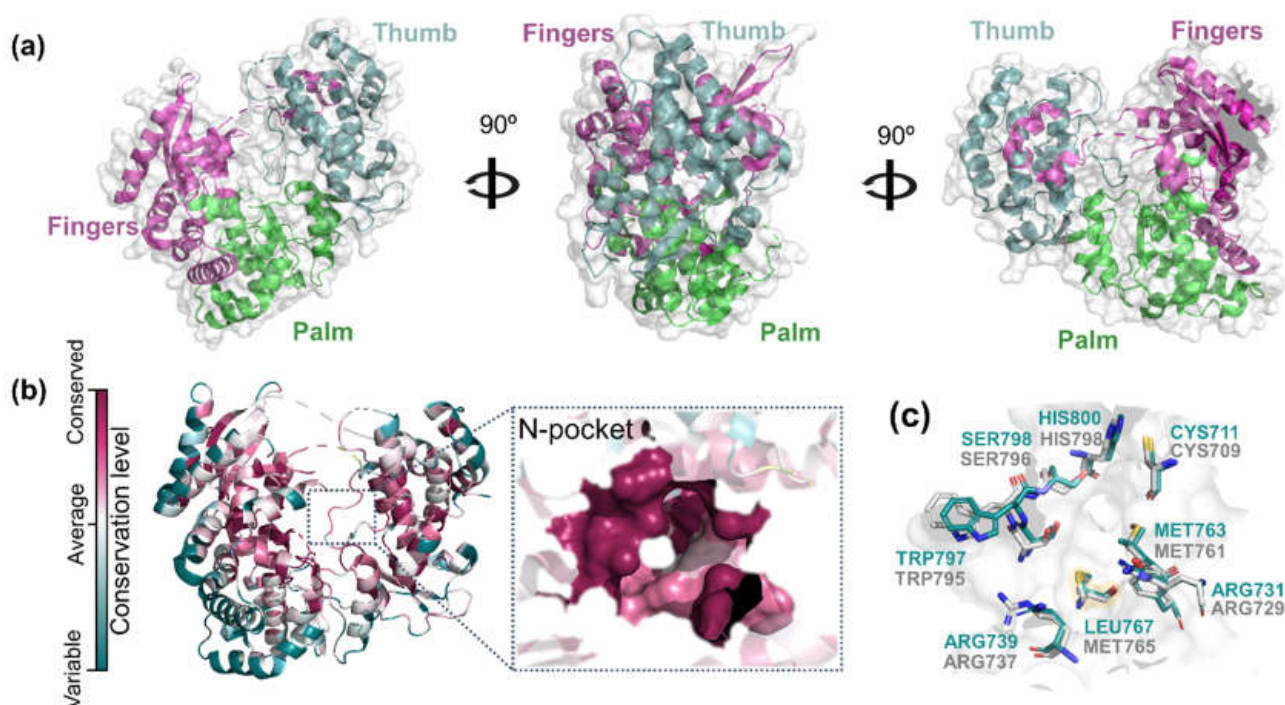 (a)
Thumb
Fingers
Palm
90º
Fingers
Thumb
Palm
90º
Thumb
Fingers
Palm
(b)
Conserved
Average
Variable
Conservation level
N-pocket
(c)
HIS800
HIS798
SER798
SER796
CYS711
CYS709
TRP797
TRP795
MET763
MET761
ARG731
ARG729
ARG739
ARG737
LEU767
MET765